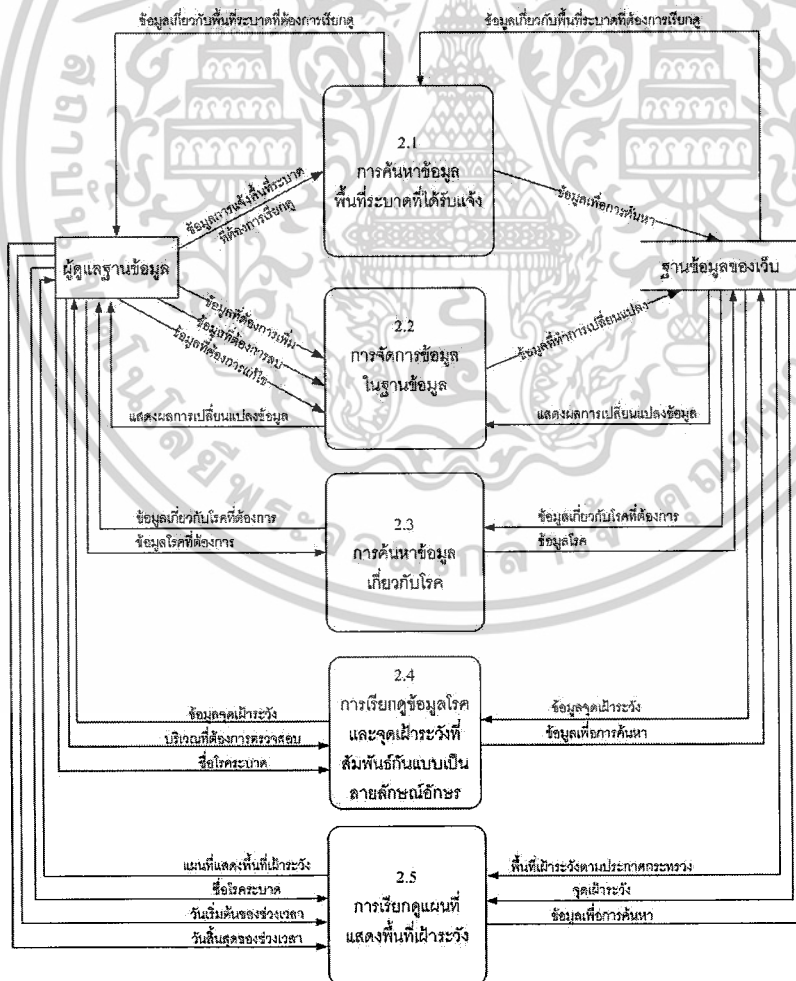 ข้อมูลเกี่ยวกับพื้นที่ระบาดที่ต้องการเรียกดู
ข้อมูลเกี่ยวกับพื้นที่ระบาดที่ต้องการเรียกดู
2.1
การค้นหาข้อมูล
พื้นที่ระบาดที่ได้รับแจ้ง
ข้อมูลการแจ้งพื้นที่ระบาด
ที่ต้องการเรียกดู
ข้อมูลเพื่อการค้นหา
ผู้ดูแลฐานข้อมูล
ฐานข้อมูลของเว็บ
2.2
การจัดการข้อมูล
ในฐานข้อมูล
ข้อมูลที่ต้องการเพิ่ม
ข้อมูลที่ต้องการลบ
ข้อมูลที่ต้องการแก้ไข
ข้อมูลที่ทำการเปลี่ยนแปลง
แสดงผลการเปลี่ยนแปลงข้อมูล
แสดงผลการเปลี่ยนแปลงข้อมูล
2.3
การค้นหาข้อมูล
เกี่ยวกับโรค
ข้อมูลเกี่ยวกับโรคที่ต้องการ
ข้อมูลโรคที่ต้องการ
ข้อมูลเกี่ยวกับโรคที่ต้องการ
ข้อมูลโรค
2.4
การเรียกดูข้อมูลโรค
และจุดเฝ้าระวังที่
สัมพันธ์กันแบบเป็น
ลายลักษณ์อักษร
ข้อมูลจุดเฝ้าระวัง
บริเวณที่ต้องการตรวจสอบ
ชื่อโรคระบาด
ข้อมูลจุดเฝ้าระวัง
ข้อมูลเพื่อการค้นหา
2.5
การเรียกดูแผนที่
แสดงพื้นที่เฝ้าระวัง
แผนที่แสดงพื้นที่เฝ้าระวัง
ชื่อโรคระบาด
วันเริ่มต้นของช่วงเวลา
วันสิ้นสุดของช่วงเวลา
พื้นที่เฝ้าระวังตามประกาศกระทรวง
จุดเฝ้าระวัง
ข้อมูลเพื่อการค้นหา